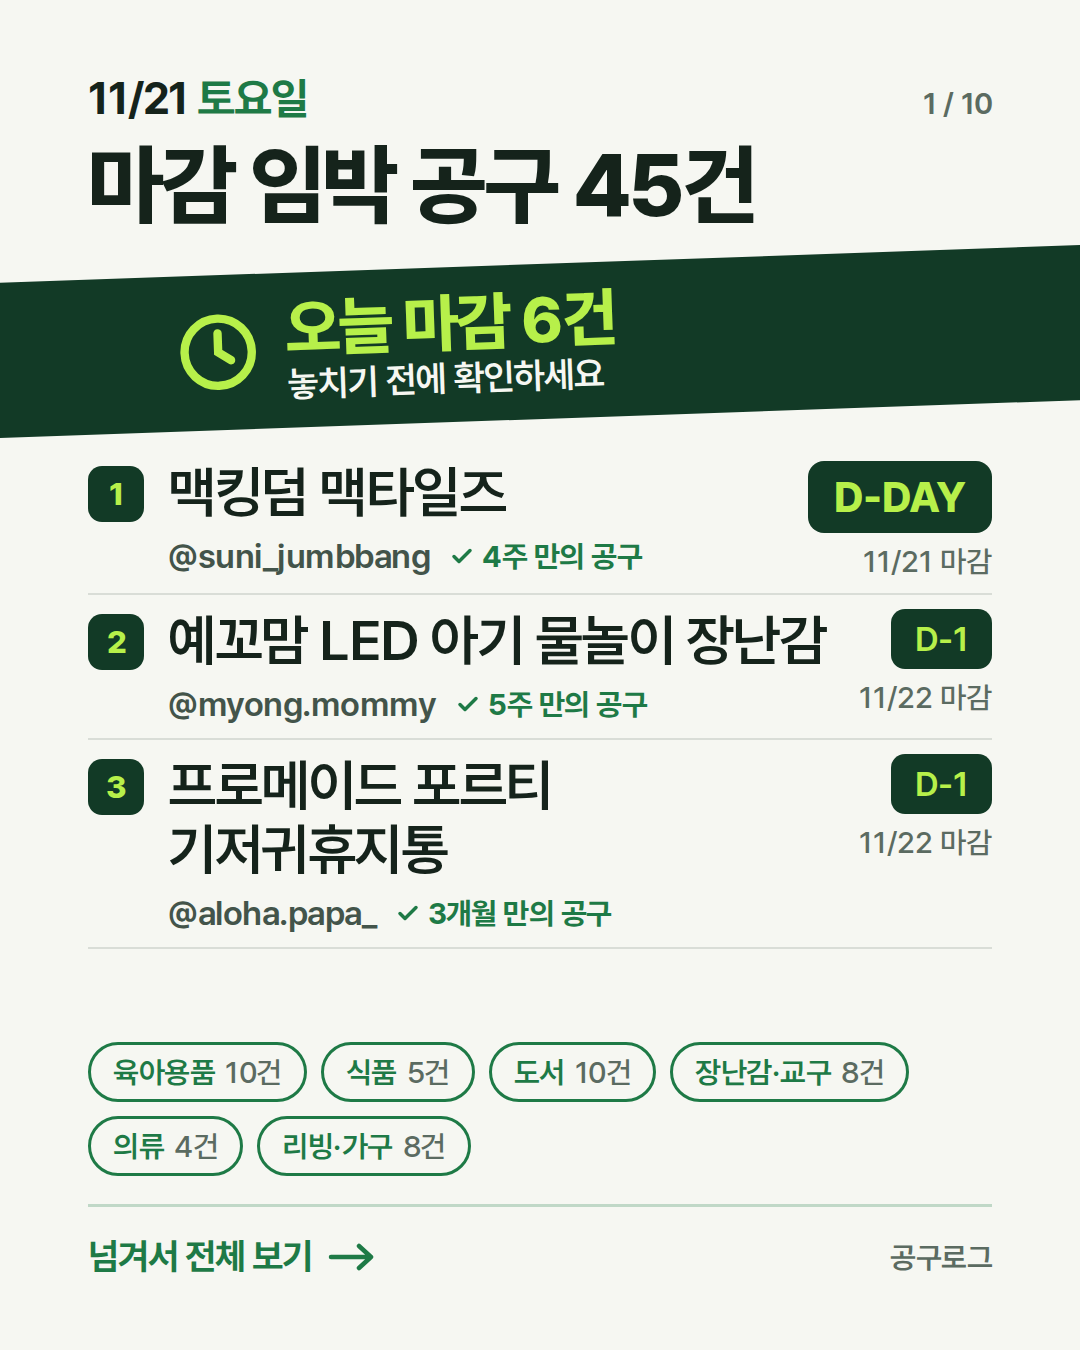 11/21 토요일
1 / 10
마감 임박 공구 45건
오늘 마감 6건
놓치기 전에 확인하세요
1 맥킹덤 맥타일즈 D-DAY
@suni_jumbbang ✓ 4주 만의 공구 11/21 마감
2 예꼬맘 LED 아기 물놀이 장난감 D-1
@myong.mommy ✓ 5주 만의 공구 11/22 마감
3 프로메이드 포르티 D-1
기저귀휴지통 11/22 마감
@aloha.papa_ ✓ 3개월 만의 공구
육아용품 10건 식품 5건 도서 10건 장난감·교구 8건
의류 4건 리빙·가구 8건
넘겨서 전체 보기 → 공구로그